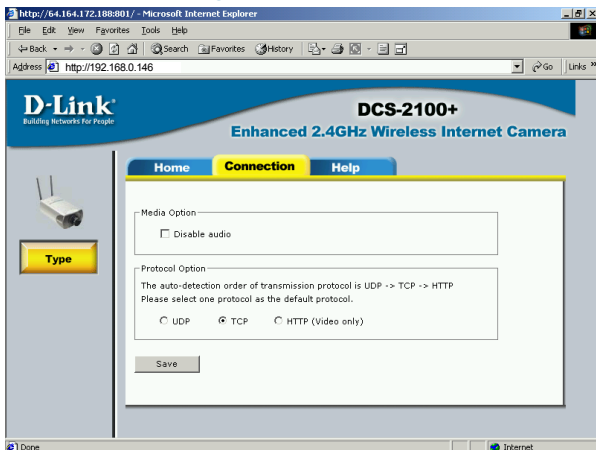 http://64.164.172.188:801/ - Microsoft Internet Explorer
File Edit View Favorites Tools Help
Back Search Favorites History
Address http://192.168.0.146 Go Links »
D-Link®
Building Networks For People
DCS-2100+
Enhanced 2.4GHz Wireless Internet Camera
Home Connection Help
Type
Media Option
Disable audio
Protocol Option
The auto-detection order of transmission protocol is UDP -> TCP -> HTTP
Please select one protocol as the default protocol.
UDP TCP HTTP (Video only)
Save
Done Internet